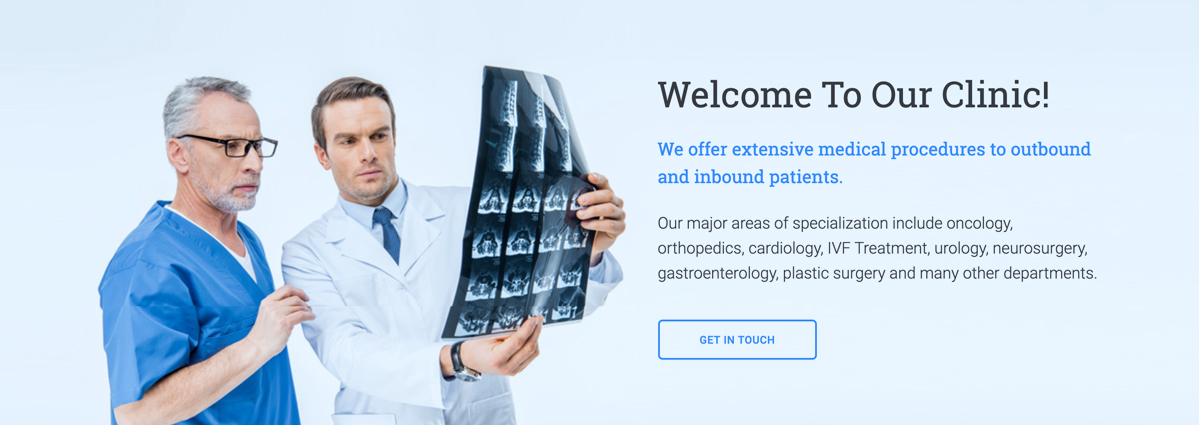 Welcome To Our Clinic!
We offer extensive medical procedures to outbound
and inbound patients.
Our major areas of specialization include oncology,
orthopedics, cardiology, IVF Treatment, urology, neurosurgery,
gastroenterology, plastic surgery and many other departments.
GET IN TOUCH